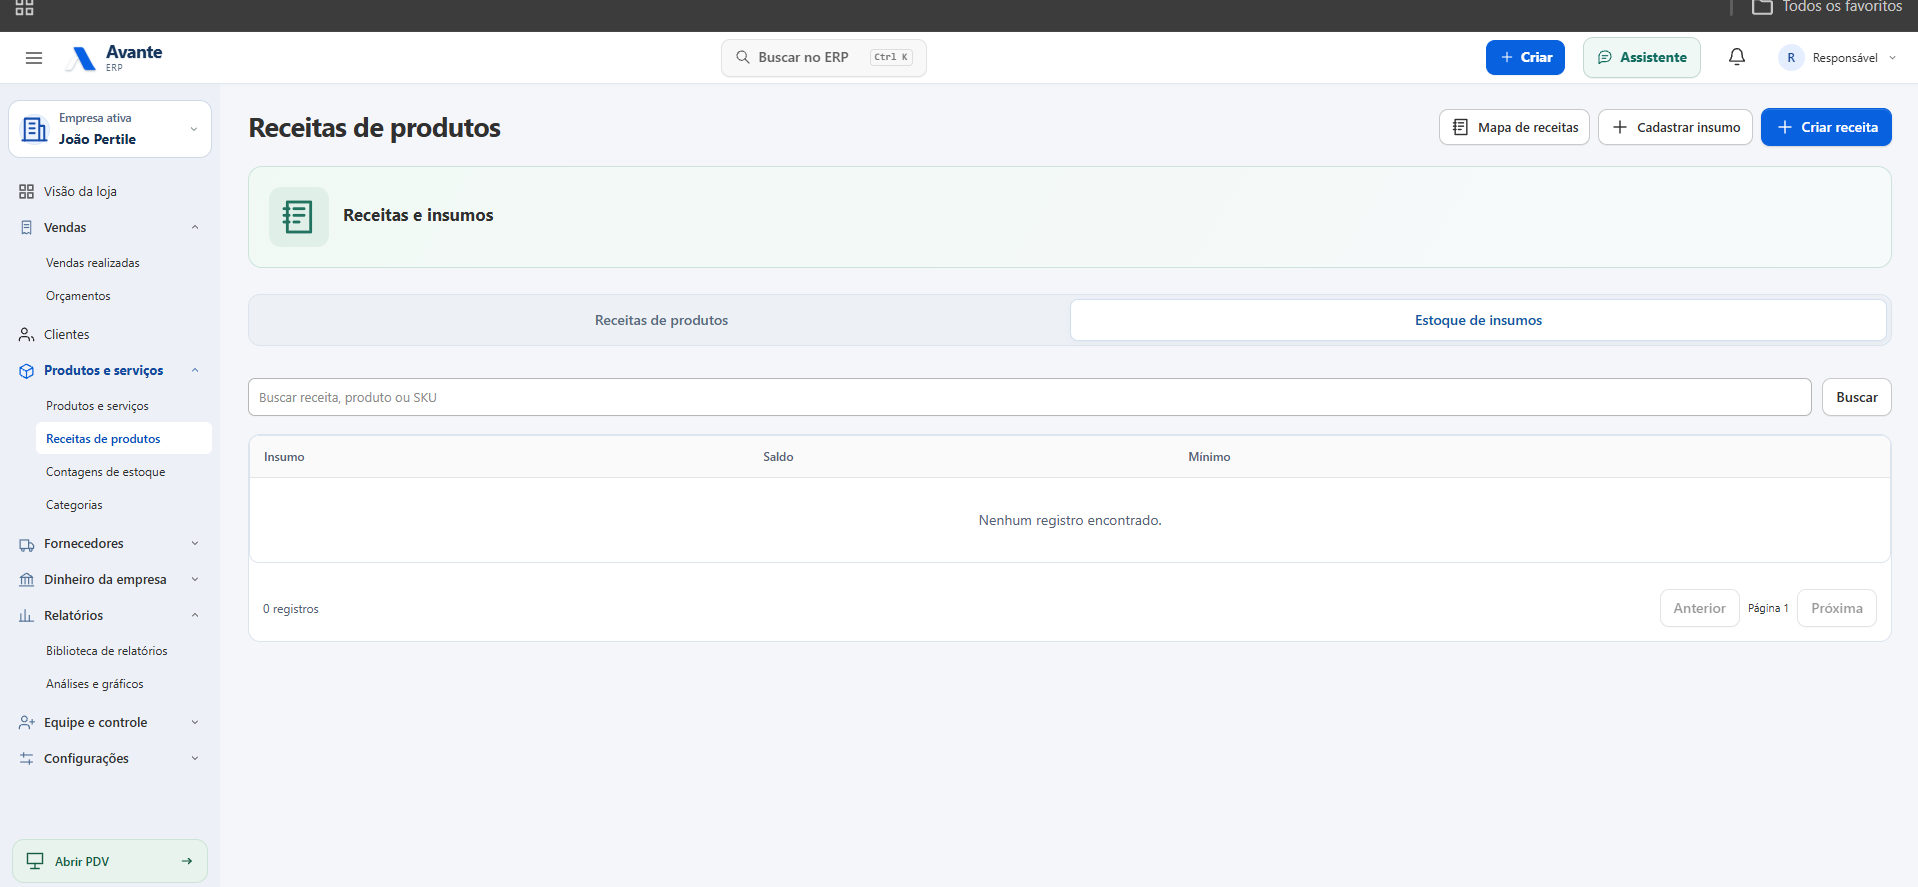 Todos os favoritos
Avante
ERP
Buscar no ERP
Ctrl K
+ Criar
Assistente
R
Responsável
Empresa ativa
João Pertile
Visão da loja
Vendas
Vendas realizadas
Orçamentos
Clientes
Produtos e serviços
Produtos e serviços
Receitas de produtos
Contagens de estoque
Categorias
Fornecedores
Dinheiro da empresa
Relatórios
Biblioteca de relatórios
Análises e gráficos
Equipe e controle
Configurações
Abrir PDV
Receitas de produtos
Mapa de receitas
+ Cadastrar insumo
+ Criar receita
Receitas e insumos
Receitas de produtos
Estoque de insumos
Buscar receita, produto ou SKU
Buscar
Insumo Saldo Mínimo
Nenhum registro encontrado.
0 registros
Anterior
Página 1
Próxima